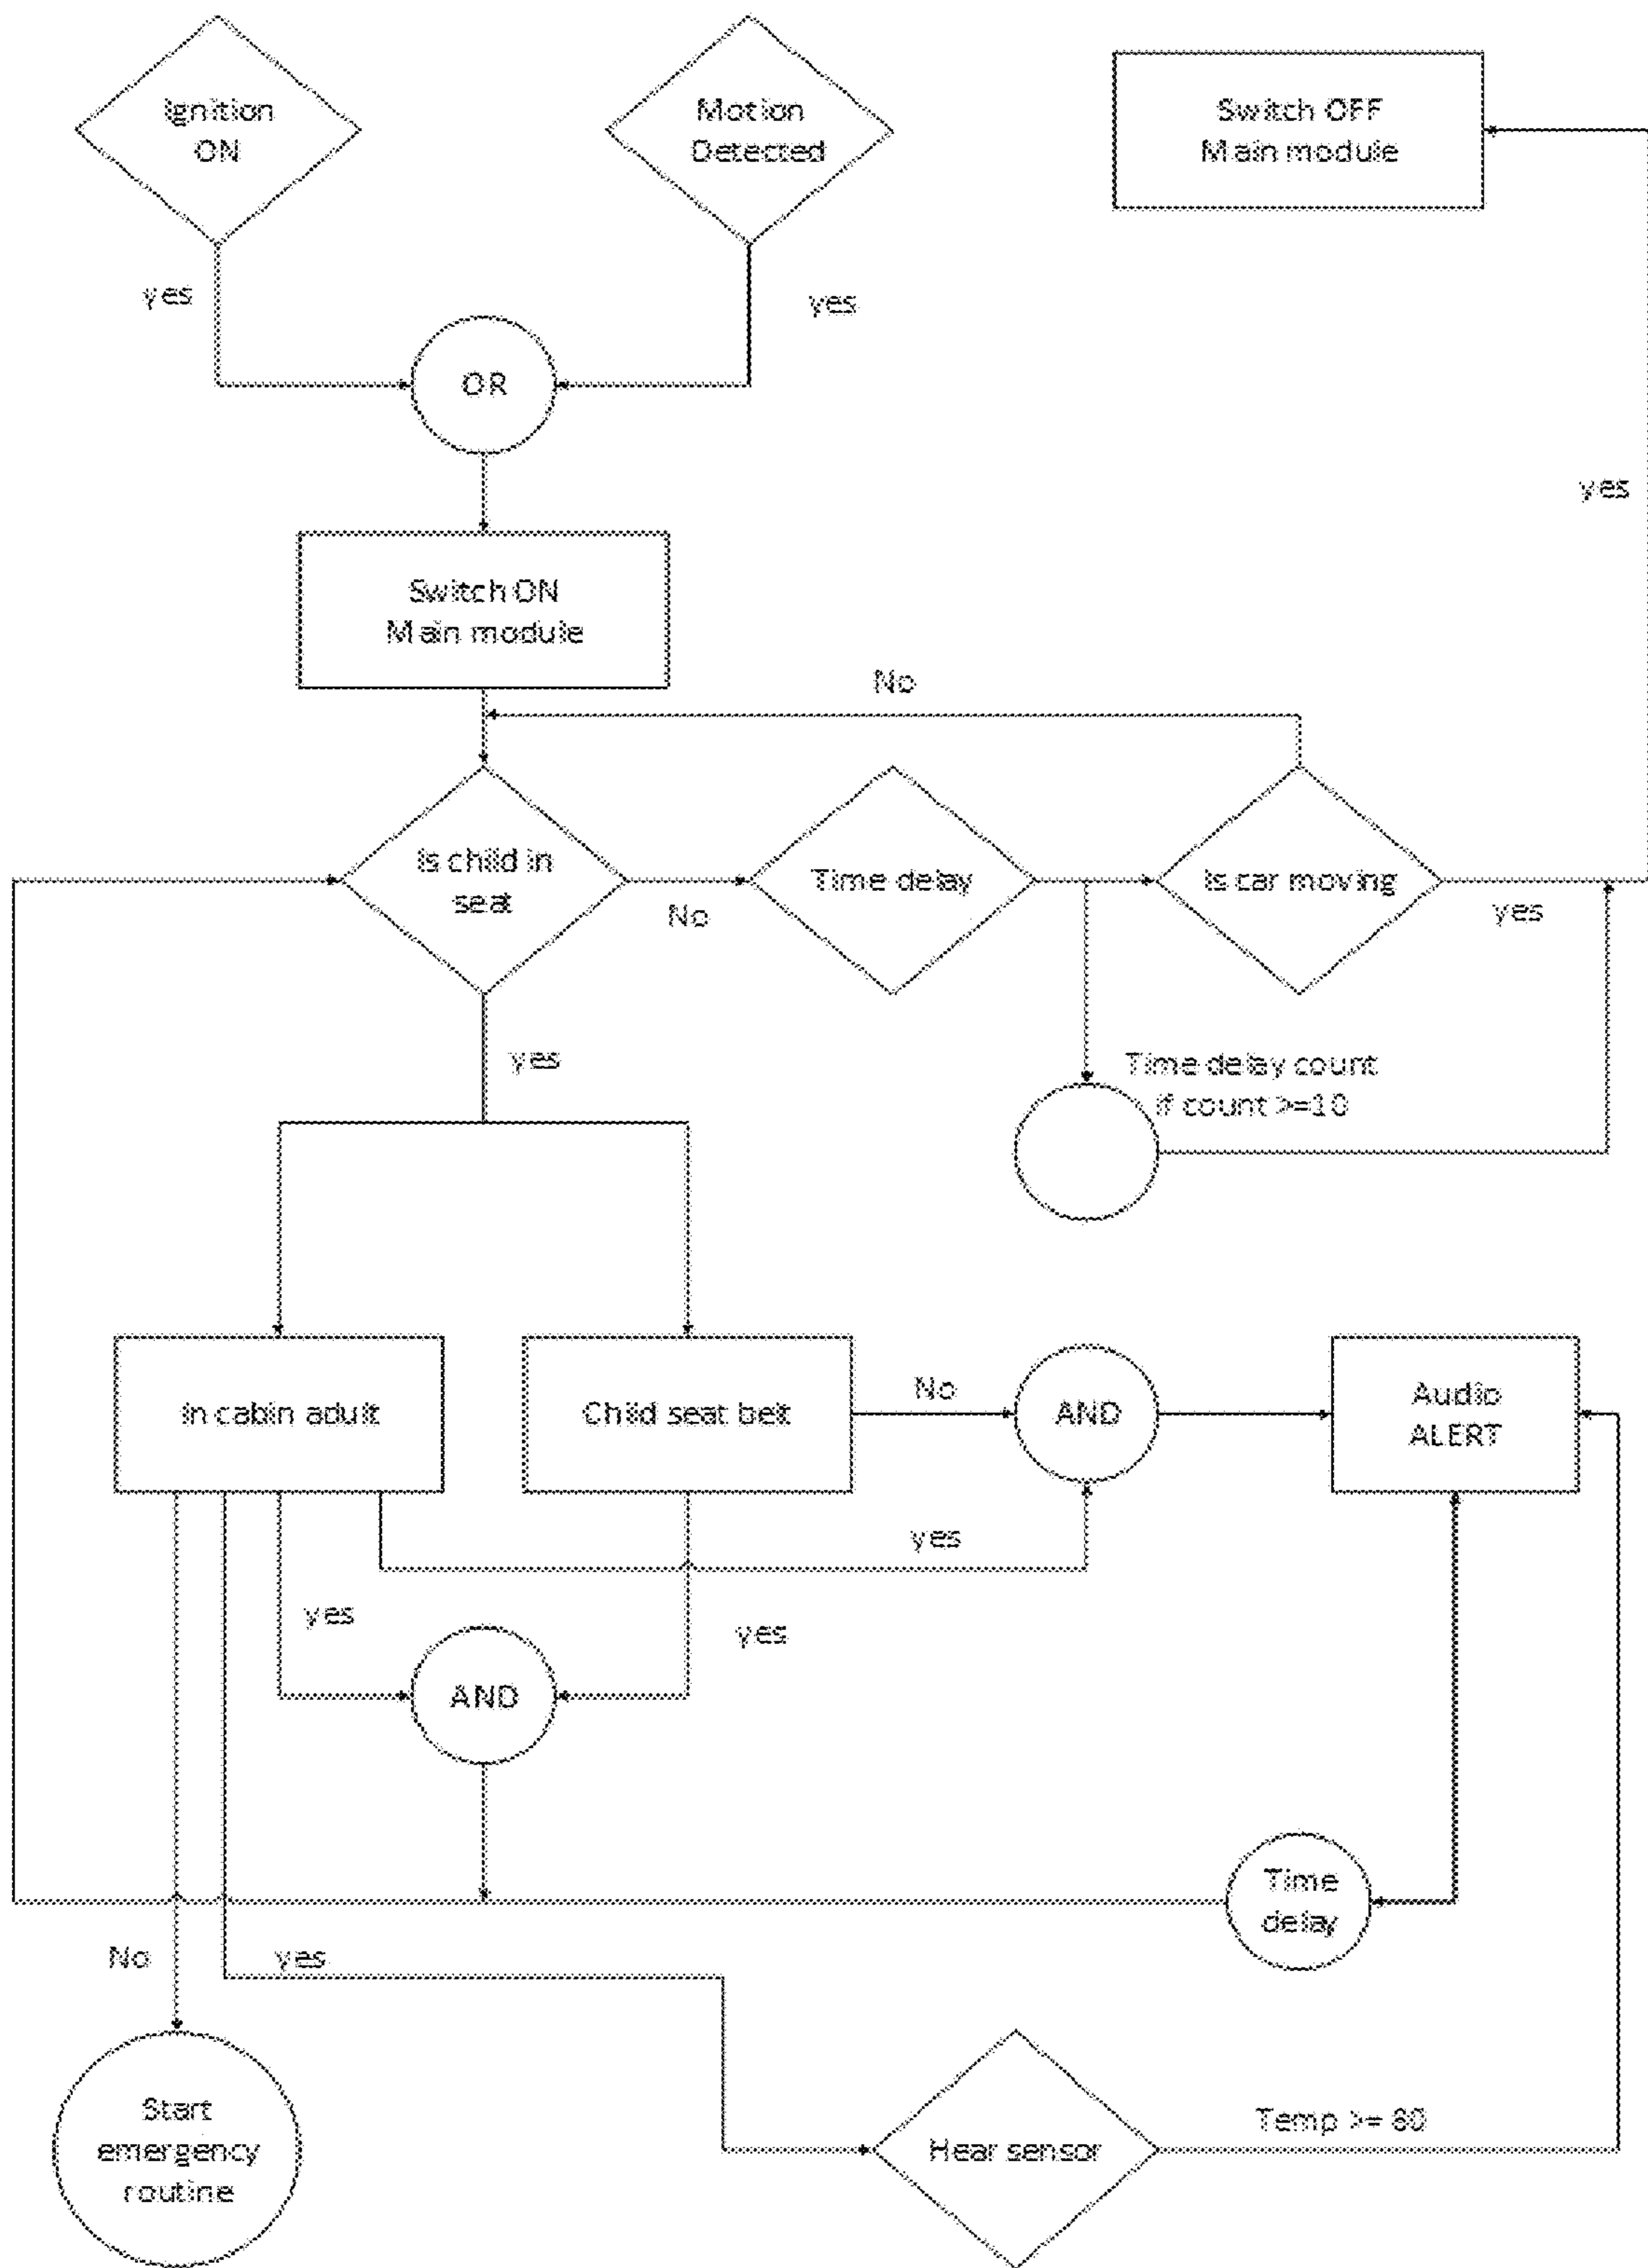 Ignition
ON
Motion
Detected
Switch OFF
Main module
yes
yes
OR
yes
Switch ON
Main module
No
Is child in
seat
No
Time delay
Is car moving
yes
yes
Time delay count
if count >=10
In cabin adult
Child seat belt
No
AND
Audio
ALERT
yes
yes
yes
AND
Time
delay
No
yes
Start
emergency
routine
Hear sensor
Temp >= 80